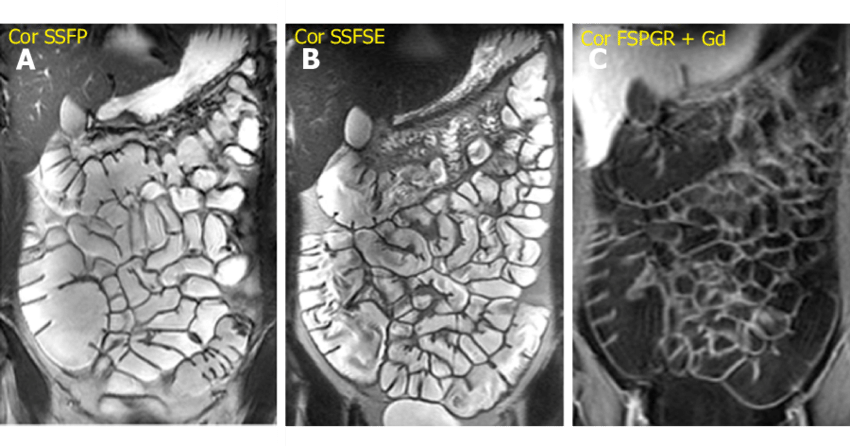 Cor SSFP
A
Cor SSFSE
B
Cor FSPGR + Gd
C